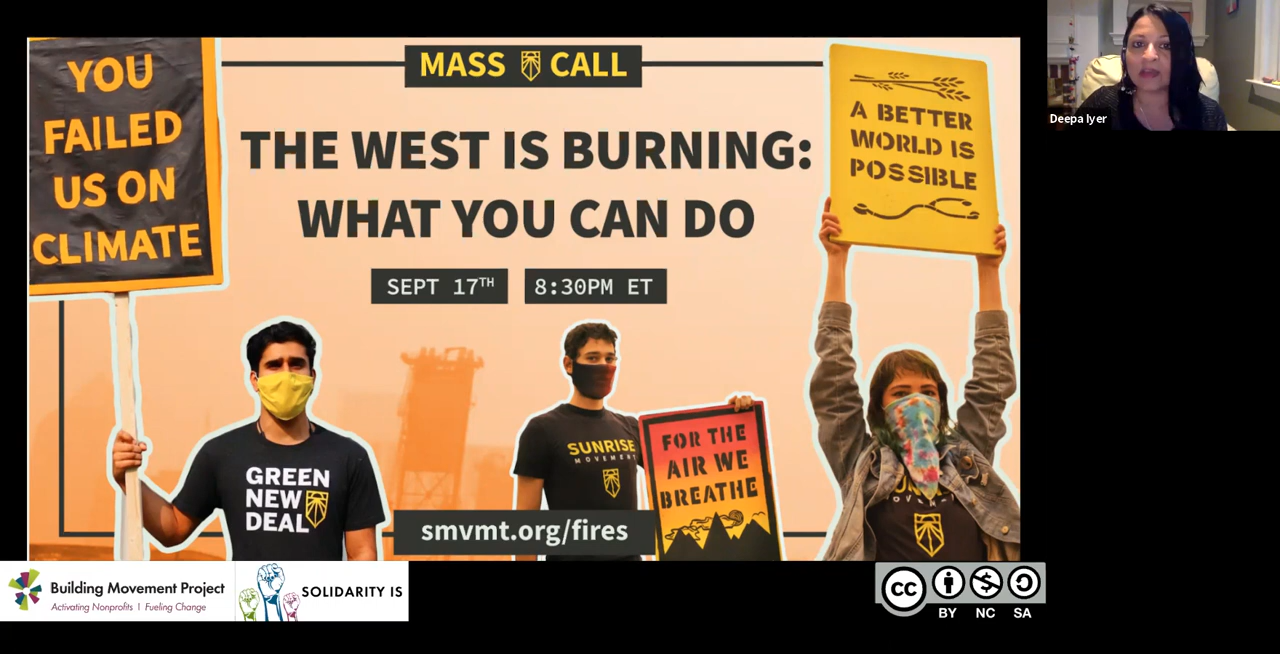 MASS CALL
YOU
FAILED
US ON
CLIMATE
THE WEST IS BURNING:
WHAT YOU CAN DO
SEPT 17TH 8:30PM ET
A BETTER
WORLD IS
POSSIBLE
Deepa Iyer
GREEN
NEW
DEAL
SUNRISE
MOVEMENT
FOR THE
AIR WE
BREATHE
smvmt.org/fires
Building Movement Project
Activating Nonprofits | Fueling Change
SOLIDARITY IS
CC
BY NC SA